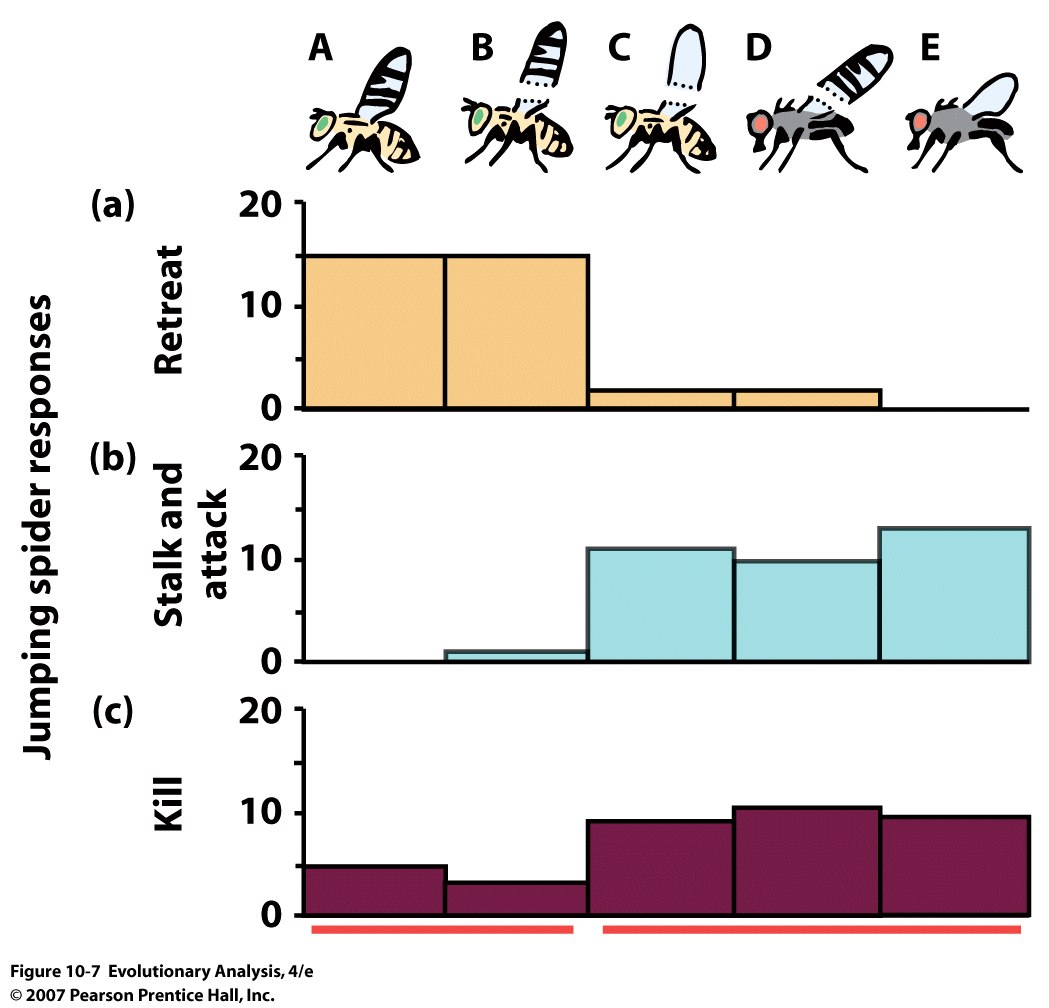 A B C D E
(a)
Retreat
20
10
0
Jumping spider responses
(b)
Stalk and
attack
20
10
0
(c)
Kill
20
10
0
Figure 10-7 Evolutionary Analysis, 4/e
© 2007 Pearson Prentice Hall, Inc.